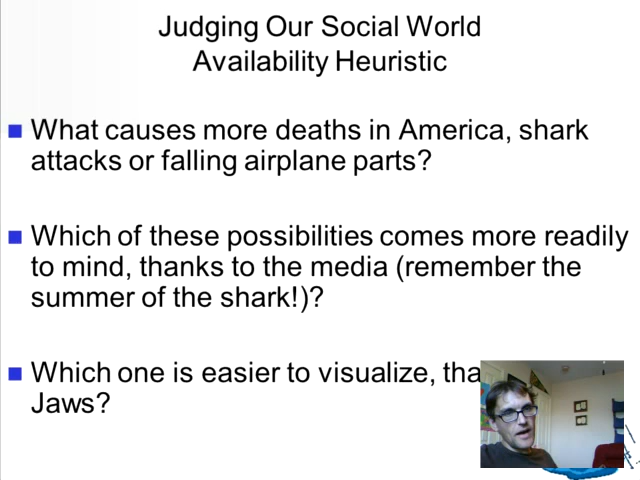 Judging Our Social World
Availability Heuristic
What causes more deaths in America, shark
attacks or falling airplane parts?
Which of these possibilities comes more readily
to mind, thanks to the media (remember the
summer of the shark!)?
Which one is easier to visualize,
Jaws?